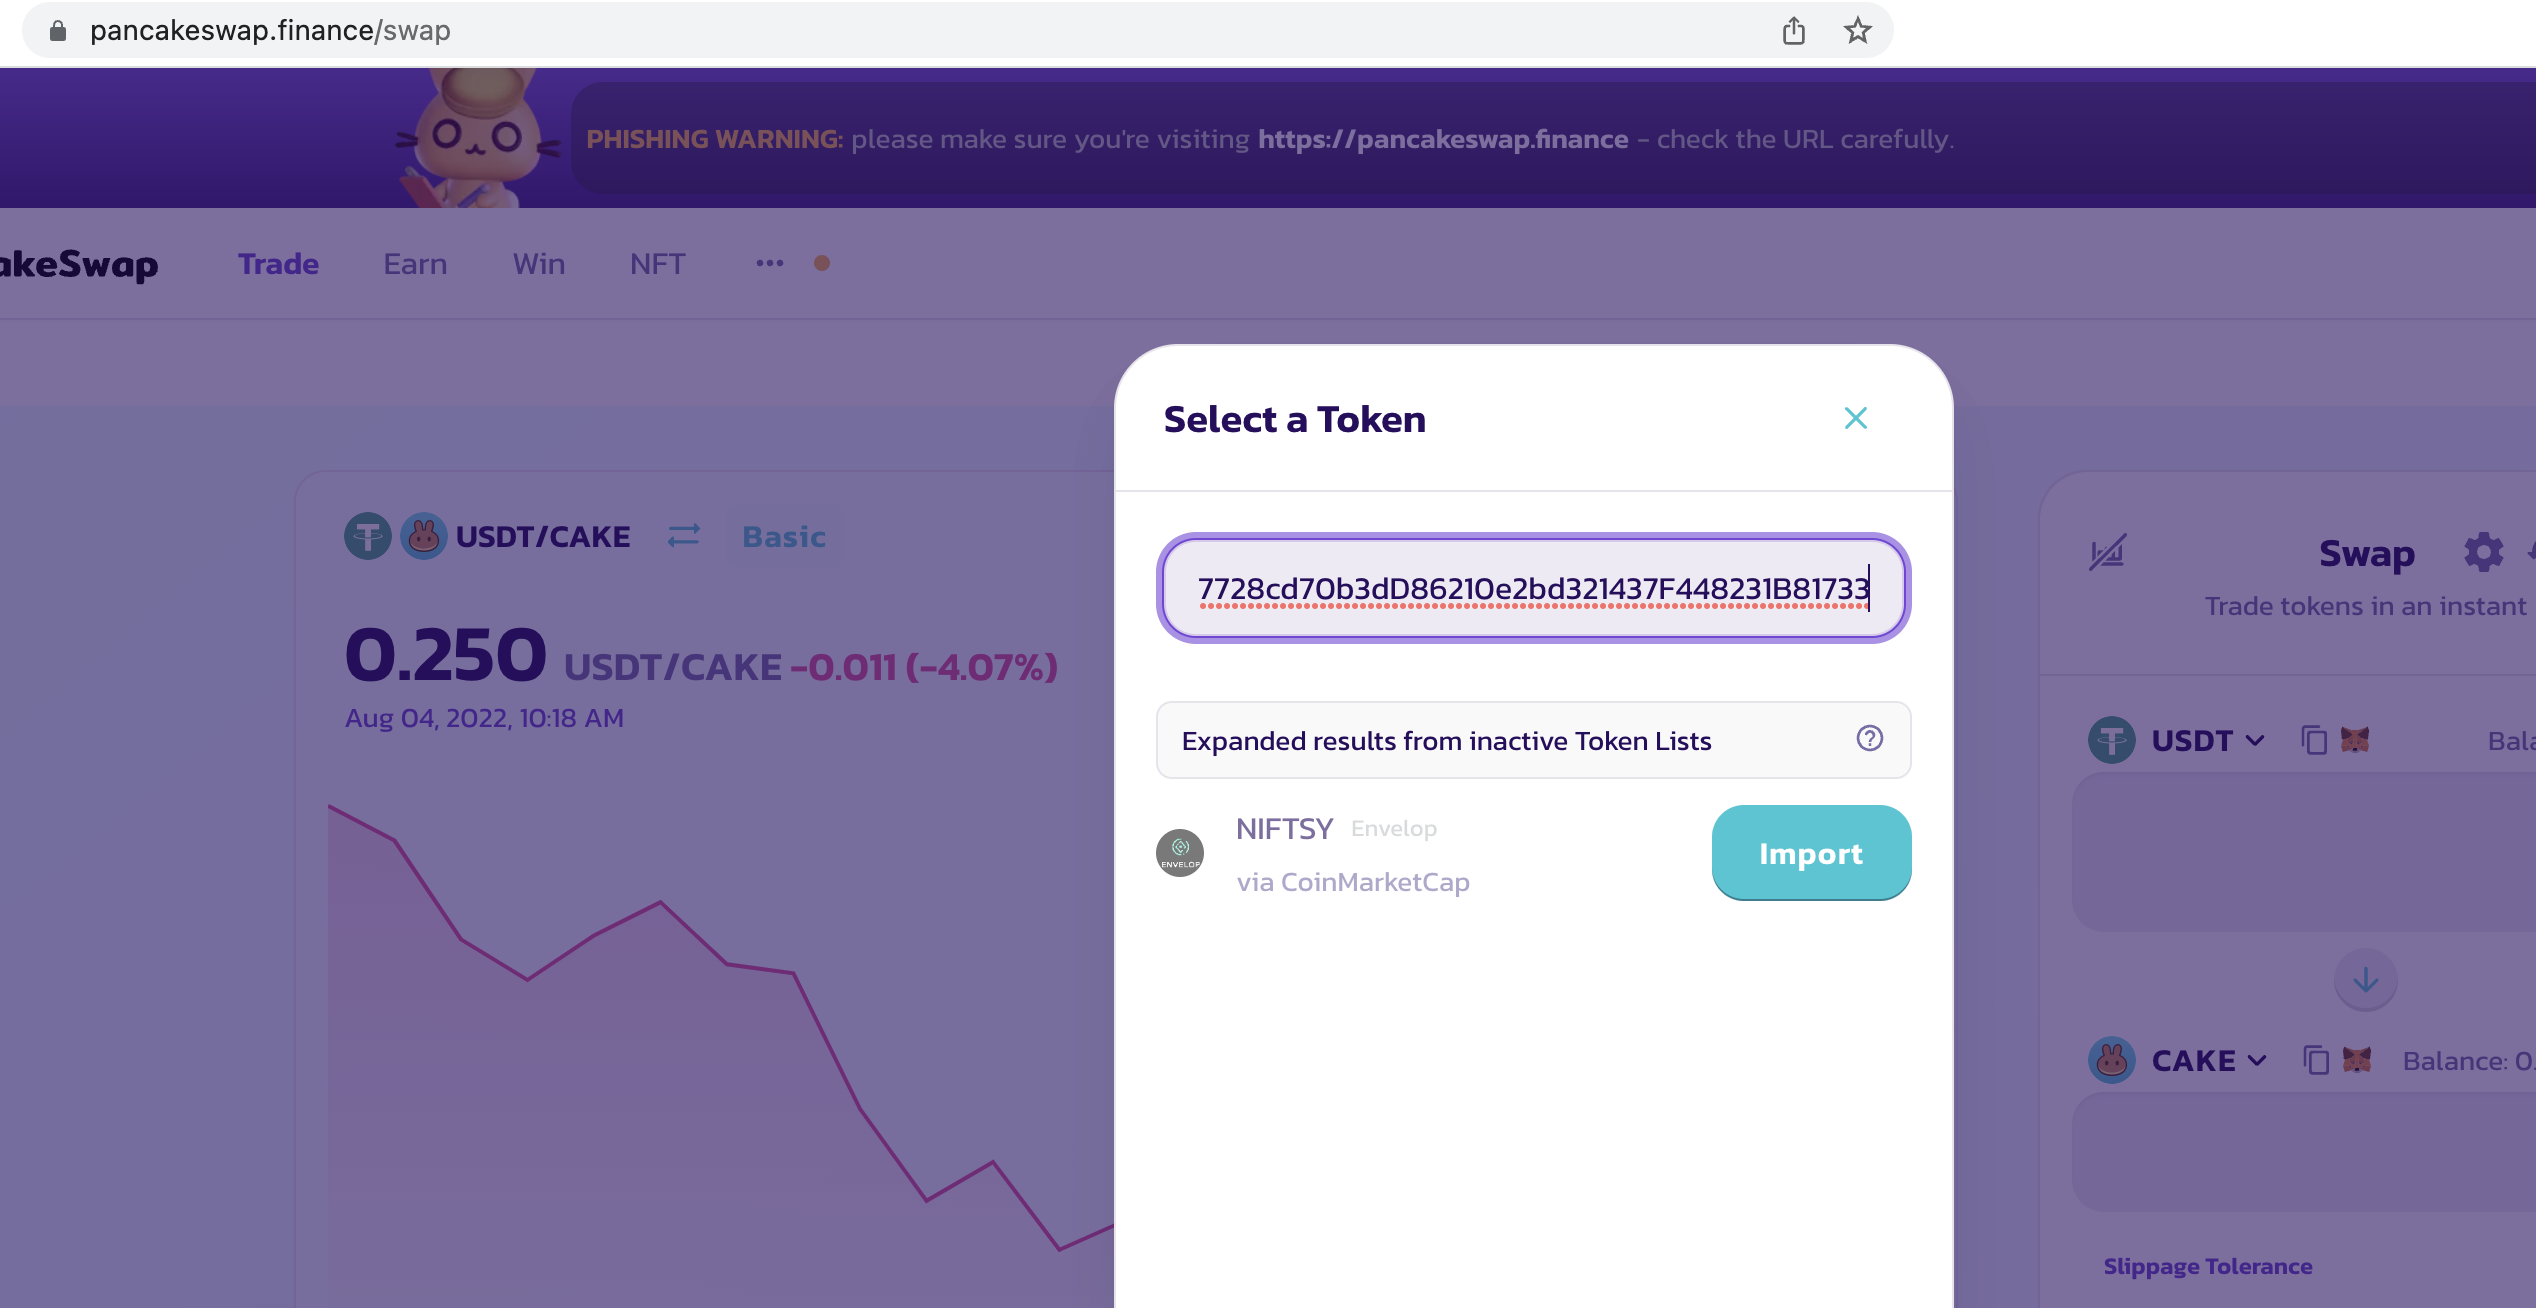 pancakeswap.finance/swap
PHISHING WARNING: please make sure you're visiting https://pancakeswap.finance - check the URL carefully.
akeSwap Trade Earn Win NFT ...
Select a Token
USDT/CAKE Basic
0.250 USDT/CAKE -0.011 (-4.07%)
Aug 04, 2022, 10:18 AM
7728cd70b3dD86210e2bd321437F448231B81733
Expanded results from inactive Token Lists
NIFTSY Envelop
ENVELOP
via CoinMarketCap
Import
Swap
Trade tokens in an instant
USDT Bala
CAKE Balance: 0.
Slippage Tolerance